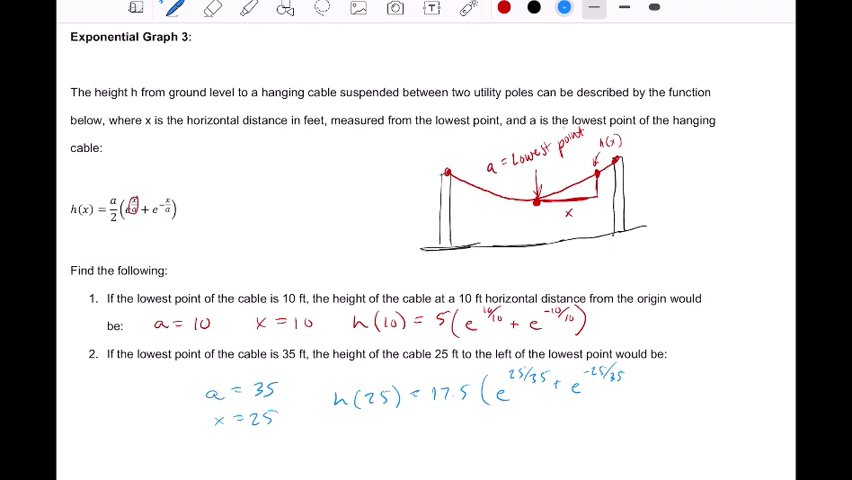 Exponential Graph 3:
The height h from ground level to a hanging cable suspended between two utility poles can be described by the function
below, where x is the horizontal distance in feet, measured from the lowest point, and a is the lowest point of the hanging
cable:
a = Lowest point
h(x)
x
h(x) = a/2 (e^(x/a) + e^(-x/a))
Find the following:
1. If the lowest point of the cable is 10 ft, the height of the cable at a 10 ft horizontal distance from the origin would
be: a = 10 x = 10 h(10) = 5(e^(10/10) + e^(-10/10))
2. If the lowest point of the cable is 35 ft, the height of the cable 25 ft to the left of the lowest point would be:
a = 35 h(25) = 17.5 (e^(25/35) + e^(-25/35)
x = 25